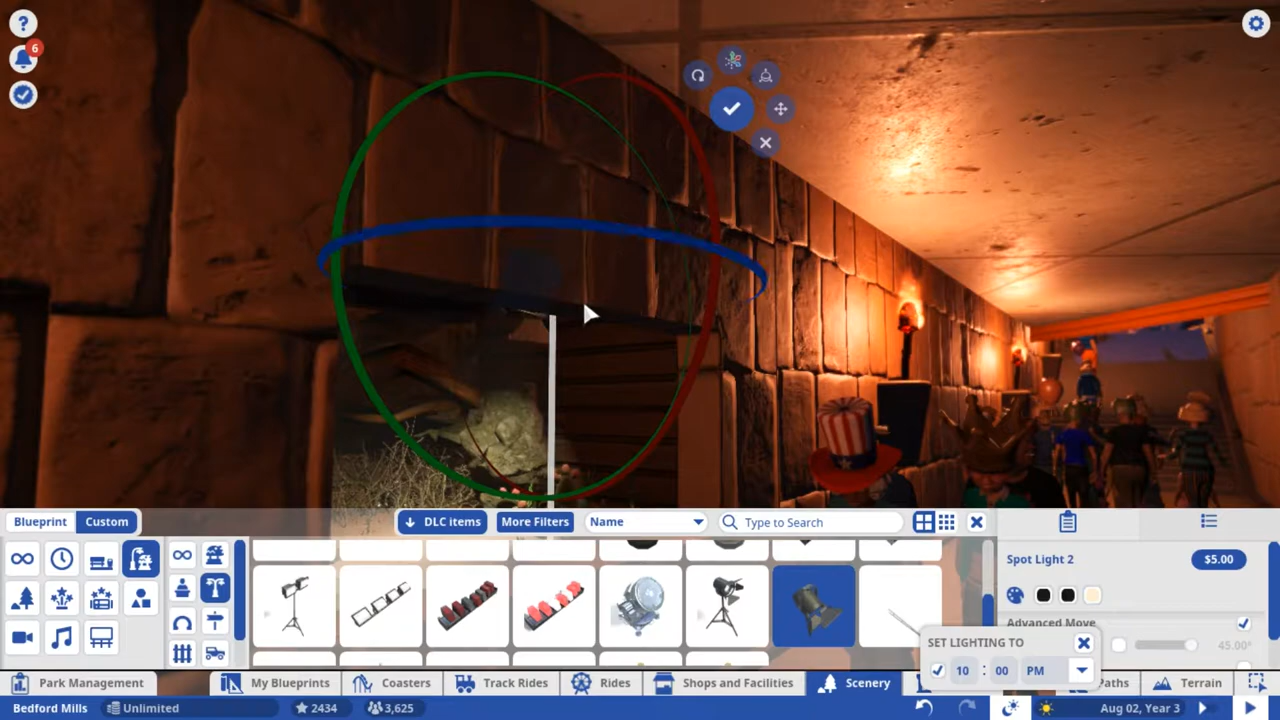 ?
6
Blueprint
Custom
DLC items
More Filters
Name
Type to Search
Spot Light 2
$5.00
Advanced Move
45.00°
SET LIGHTING TO
10 : 00 PM
Park Management
My Blueprints
Coasters
Track Rides
Rides
Shops and Facilities
Scenery
Paths
Terrain
Bedford Mills
Unlimited
2434
3,625
Aug 02, Year 3